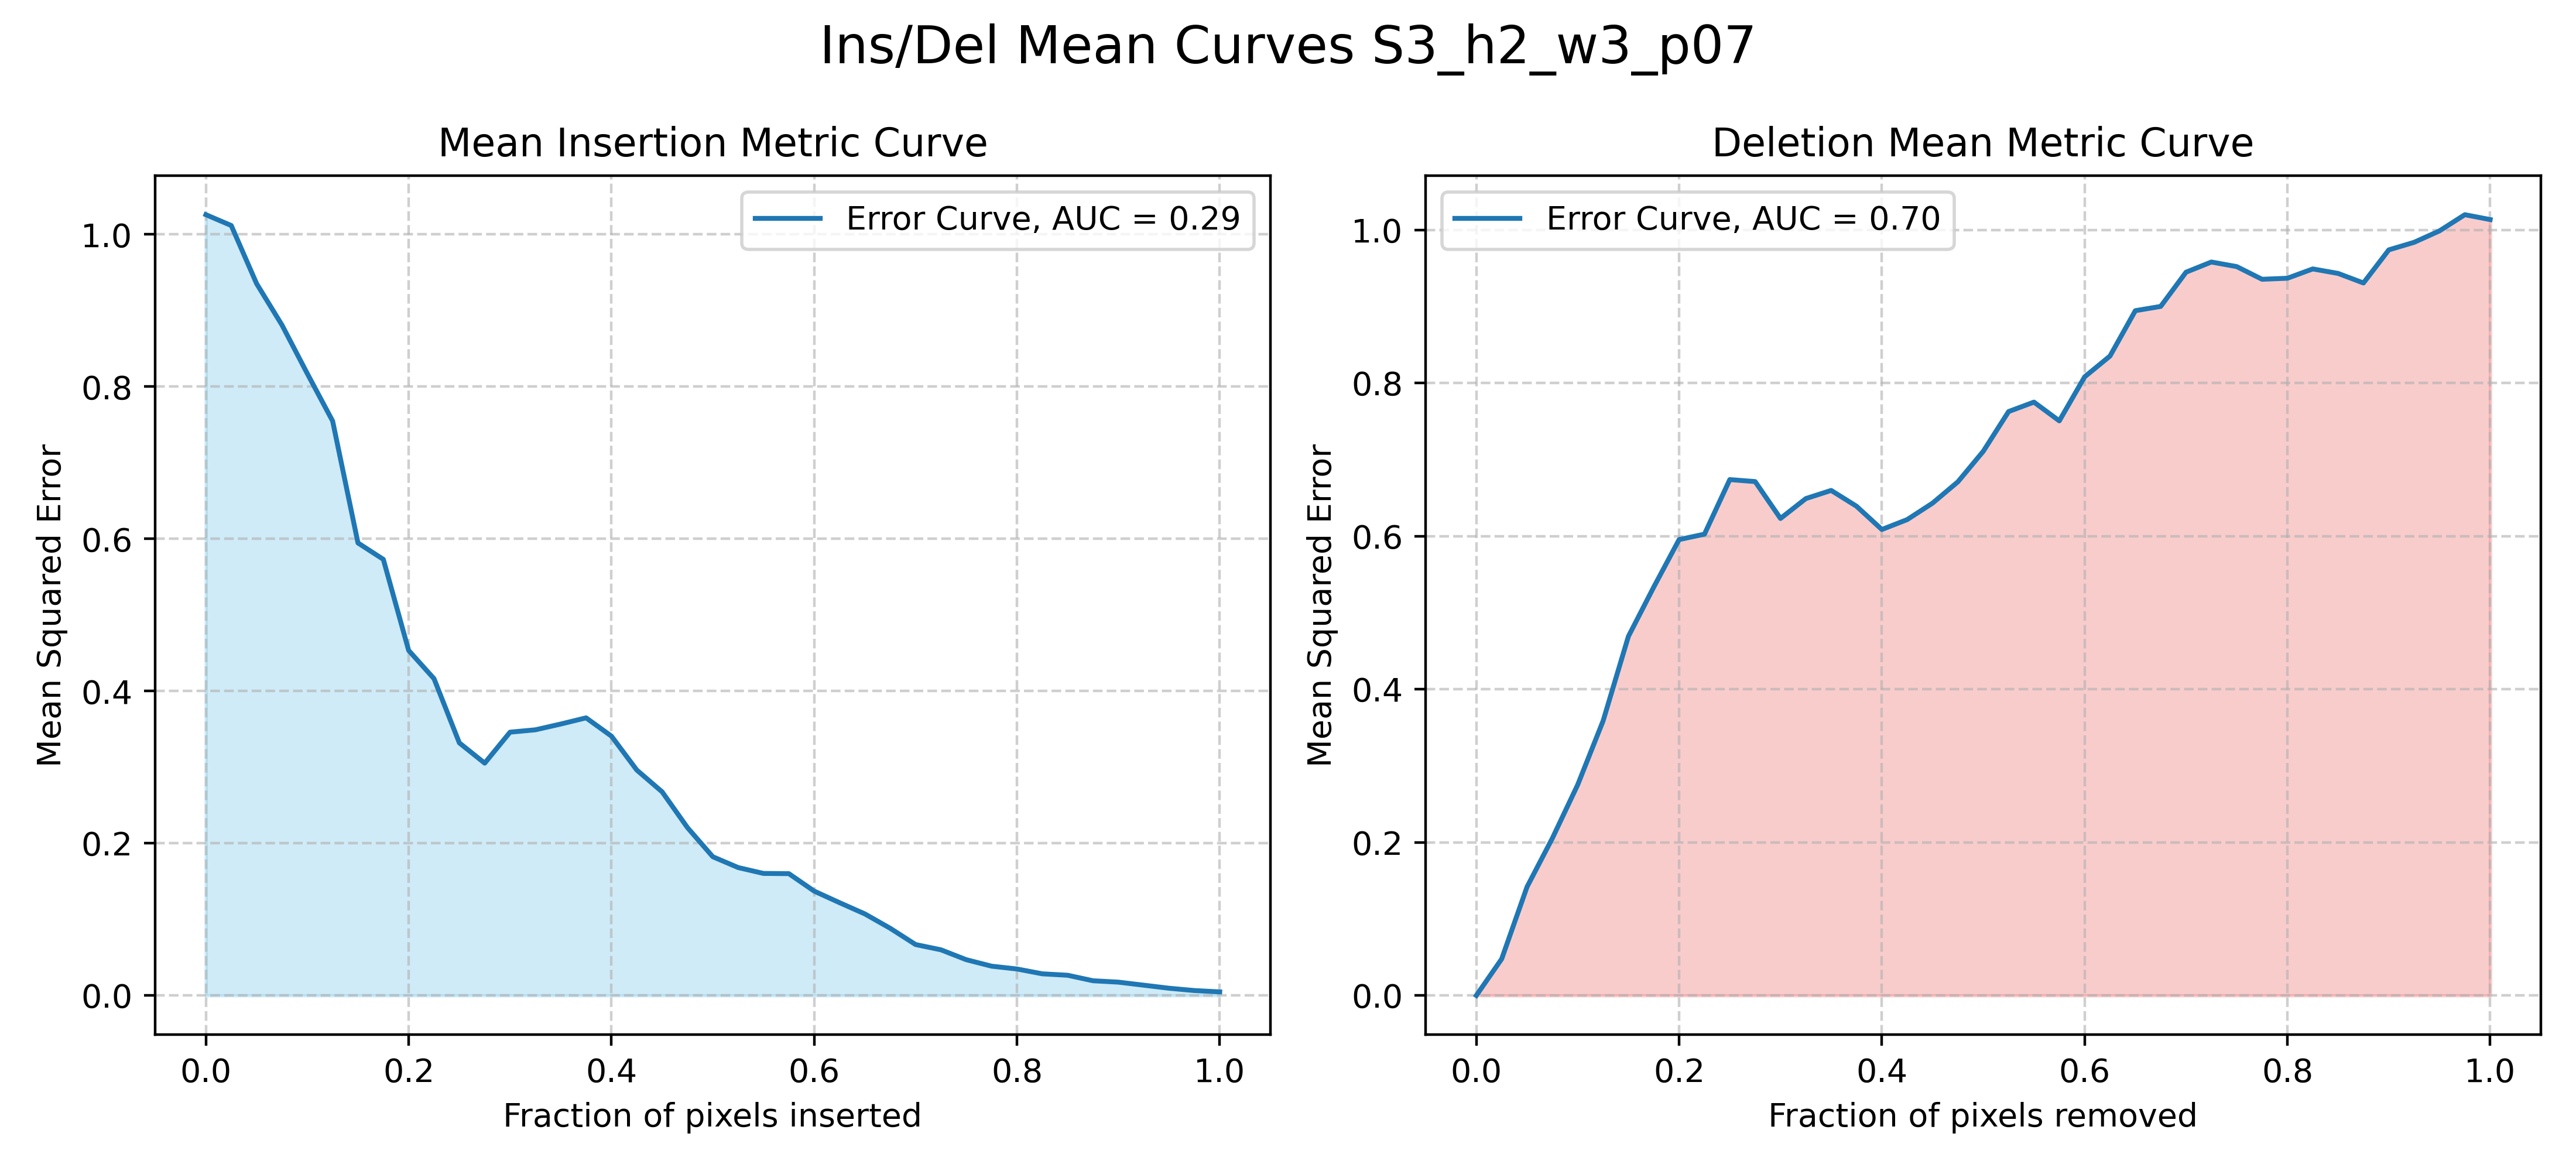 Ins/Del Mean Curves S3_h2_w3_p07
Mean Insertion Metric Curve
Error Curve, AUC = 0.29
Mean Squared Error
1.0
0.8
0.6
0.4
0.2
0.0
0.0 0.2 0.4 0.6 0.8 1.0
Fraction of pixels inserted
Deletion Mean Metric Curve
Error Curve, AUC = 0.70
Mean Squared Error
1.0
0.8
0.6
0.4
0.2
0.0
0.0 0.2 0.4 0.6 0.8 1.0
Fraction of pixels removed